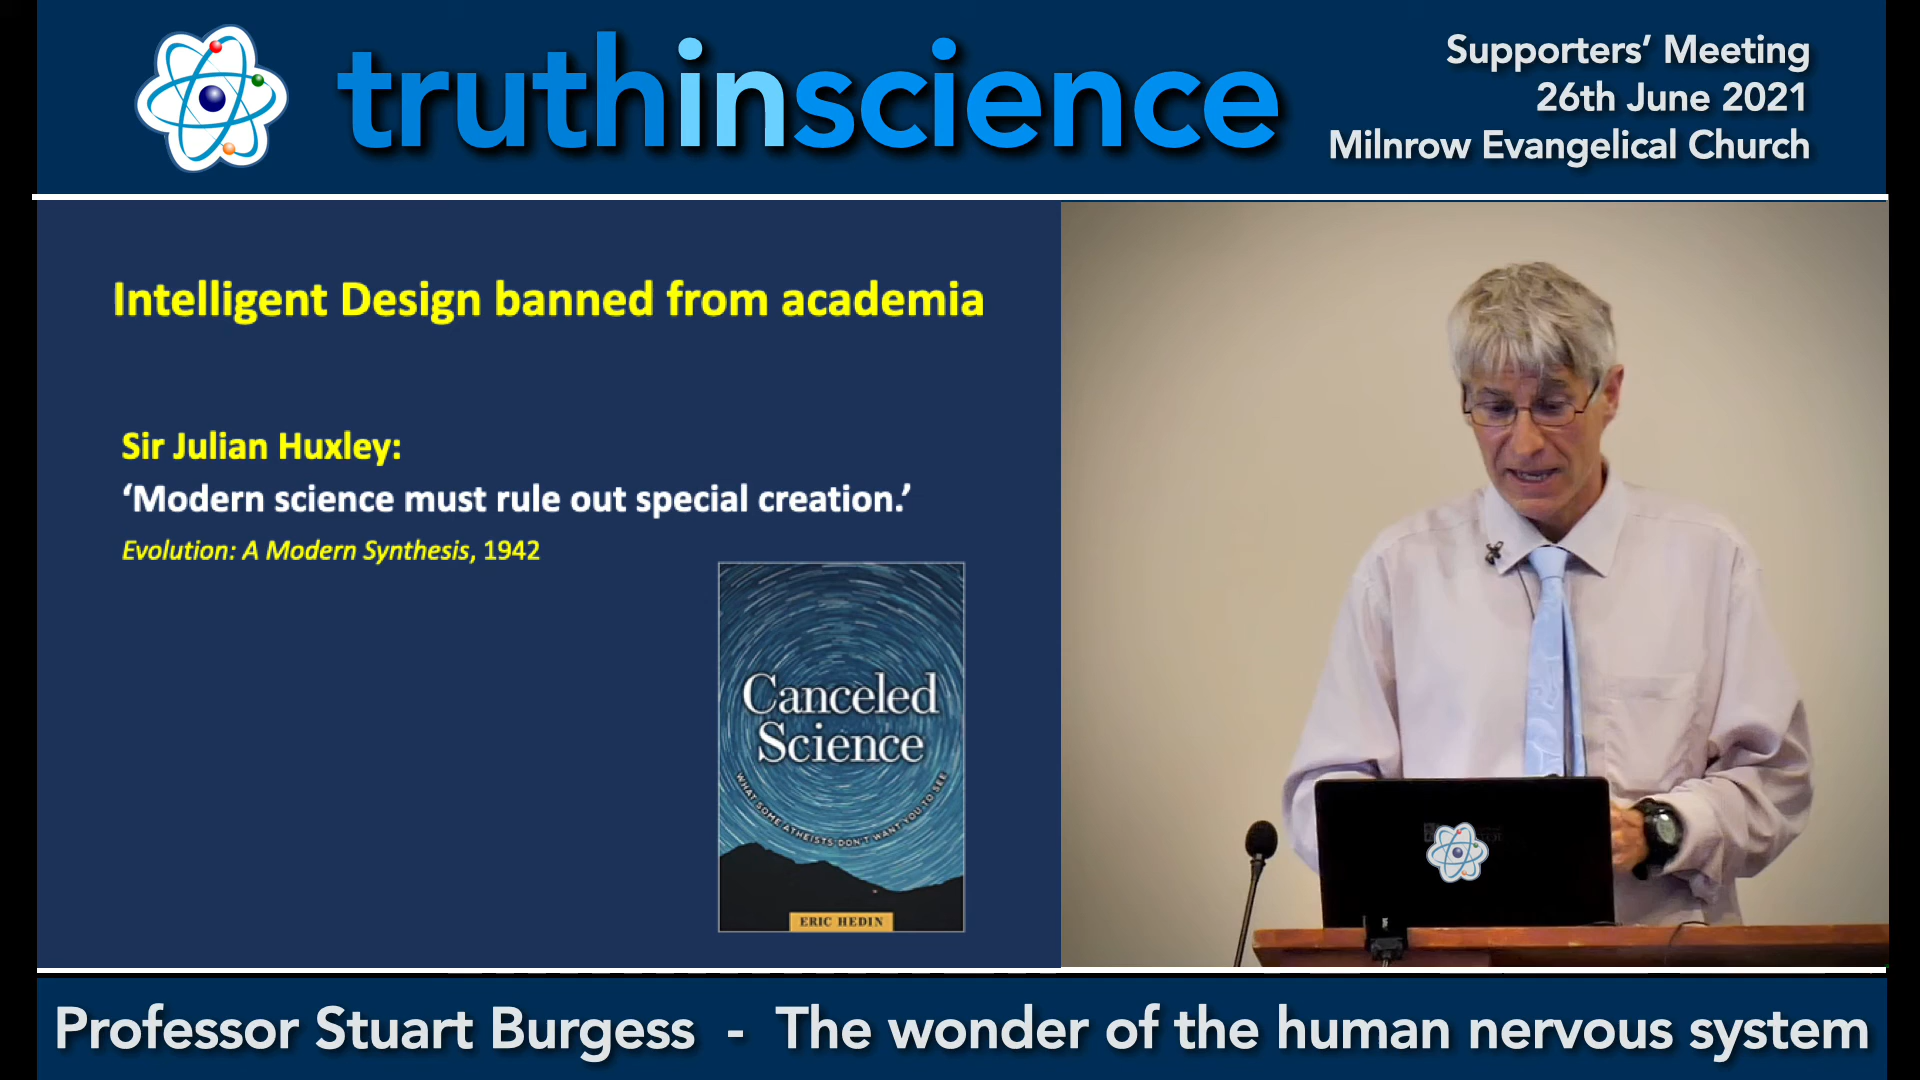 truthinscience
Supporters’ Meeting
26th June 2021
Milnrow Evangelical Church
Intelligent Design banned from academia
Sir Julian Huxley:
‘Modern science must rule out special creation.’
Evolution: A Modern Synthesis, 1942
Canceled
Science
WHAT SOME ATHEISTS DON'T WANT YOU TO SEE
ERIC HEDIN
Professor Stuart Burgess - The wonder of the human nervous system